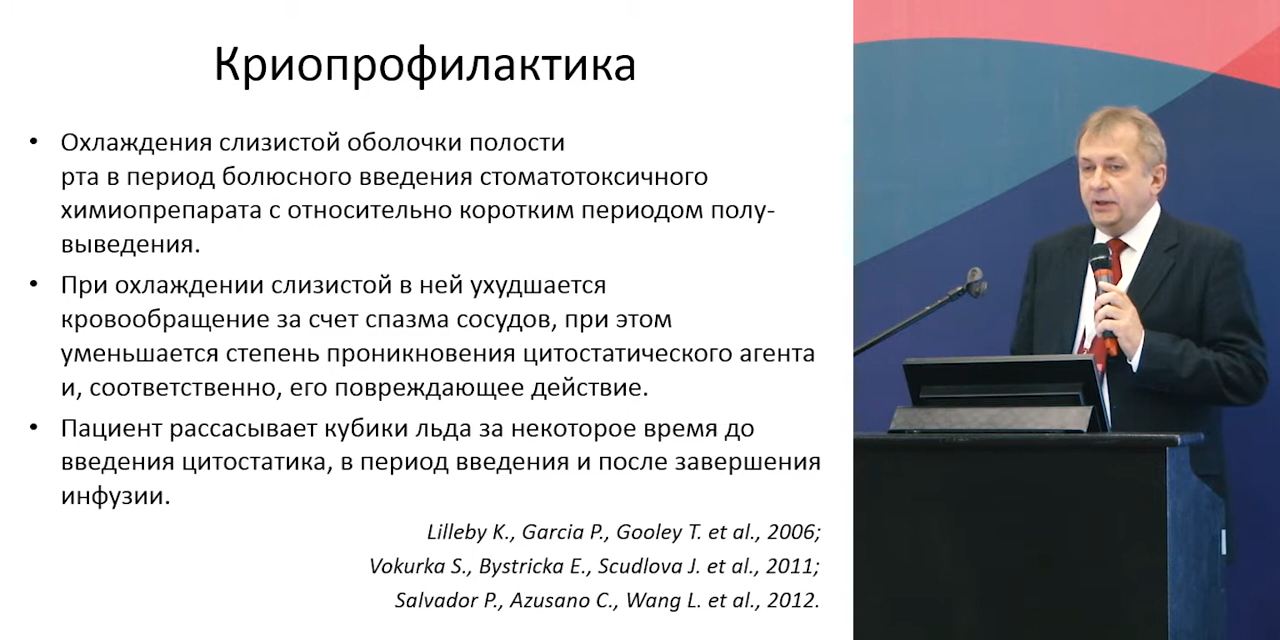 Криопрофилактика
• Охлаждения слизистой оболочки полости
рта в период болюсного введения стоматотоксичного
химиопрепарата с относительно коротким периодом полу-
выведения.
• При охлаждении слизистой в ней ухудшается
кровообращение за счет спазма сосудов, при этом
уменьшается степень проникновения цитостатического агента
и, соответственно, его повреждающее действие.
• Пациент рассасывает кубики льда за некоторое время до
введения цитостатика, в период введения и после завершения
инфузии.
Lilleby K., Garcia P., Gooley T. et al., 2006;
Vokurka S., Bystricka E., Scudlova J. et al., 2011;
Salvador P., Azusano C., Wang L. et al., 2012.